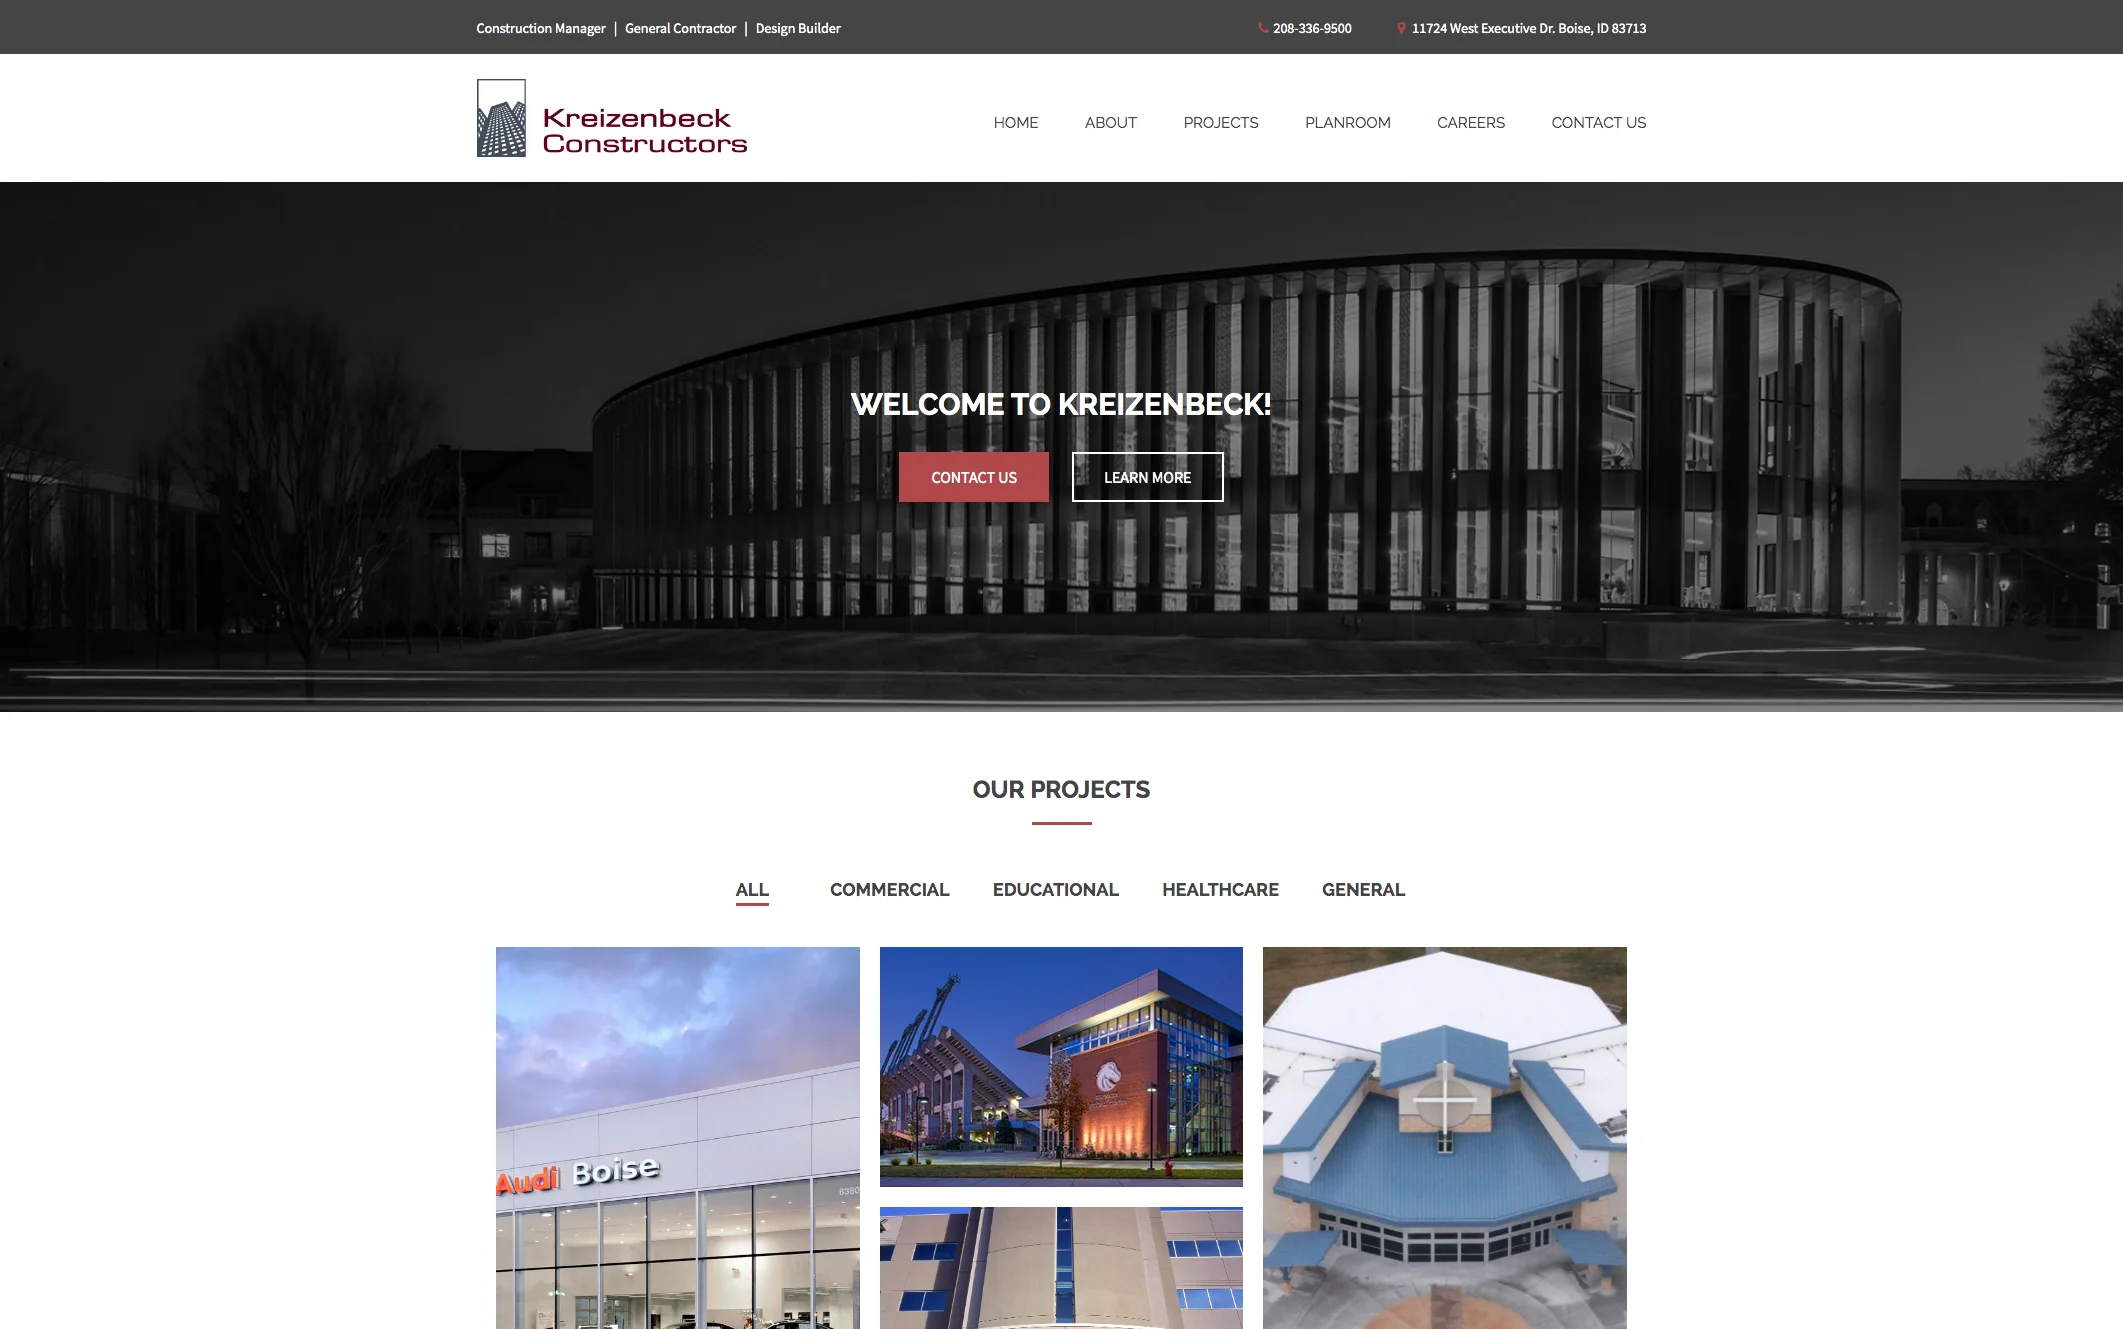 Construction Manager | General Contractor | Design Builder
208-336-9500
11724 West Executive Dr. Boise, ID 83713
Kreizenbeck
Constructors
HOME ABOUT PROJECTS PLANROOM CAREERS CONTACT US
WELCOME TO KREIZENBECK!
CONTACT US LEARN MORE
OUR PROJECTS
ALL COMMERCIAL EDUCATIONAL HEALTHCARE GENERAL
Audi Boise
8380